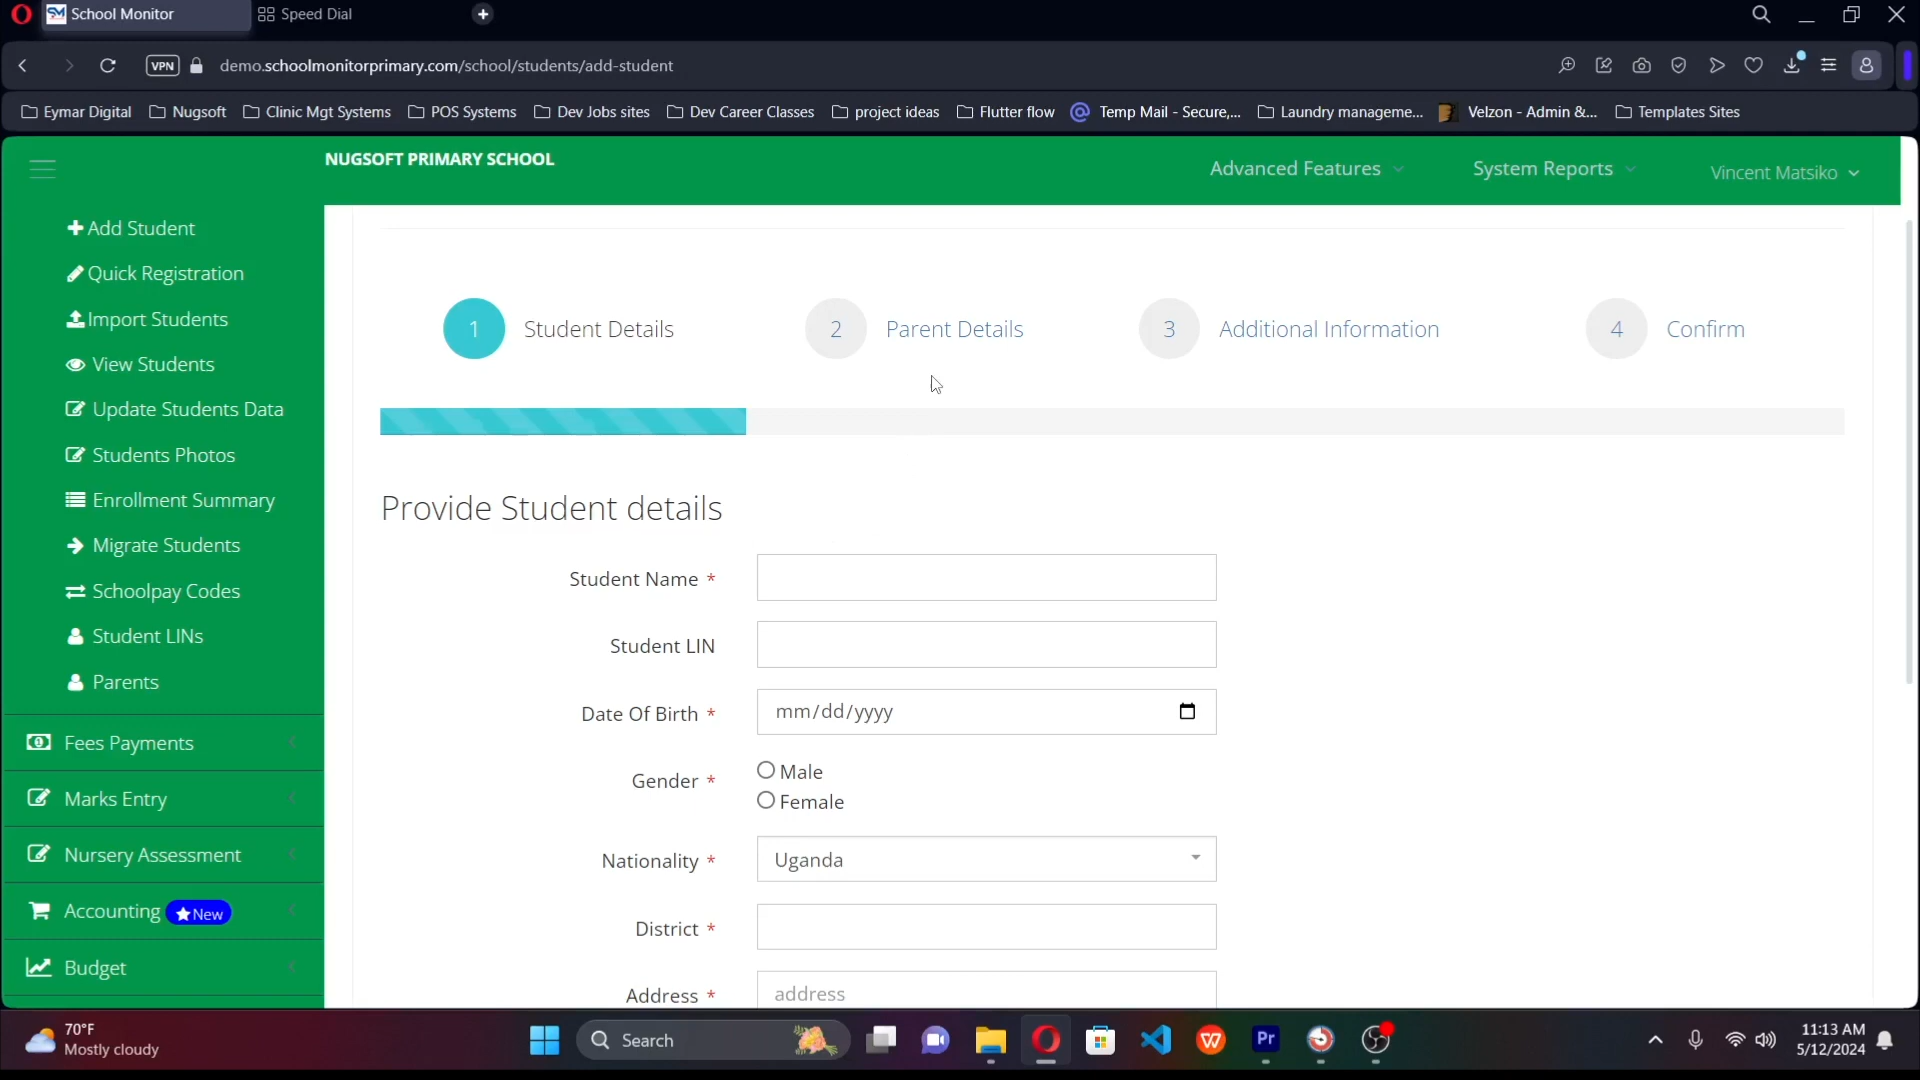 School Monitor
Speed Dial
VPN
demo.schoolmonitorprimary.com/school/students/add-student
Eymar Digital
Nugsoft
Clinic Mgt Systems
POS Systems
Dev Jobs sites
Dev Career Classes
project ideas
Flutter flow
Temp Mail - Secure,...
Laundry manageme...
Velzon - Admin &...
Templates Sites
NUGSOFT PRIMARY SCHOOL
Advanced Features
System Reports
Vincent Matsiko
Add Student
Quick Registration
Import Students
View Students
Update Students Data
Students Photos
Enrollment Summary
Migrate Students
Schoolpay Codes
Student LINs
Parents
Fees Payments
Marks Entry
Nursery Assessment
Accounting New
Budget
1 Student Details
2 Parent Details
3 Additional Information
4 Confirm
Provide Student details
Student Name *
Student LIN
Date Of Birth * mm/dd/yyyy
Gender * Male
Female
Nationality * Uganda
District *
Address * address
70°F
Mostly cloudy
Search
Pr
11:13 AM
5/12/2024